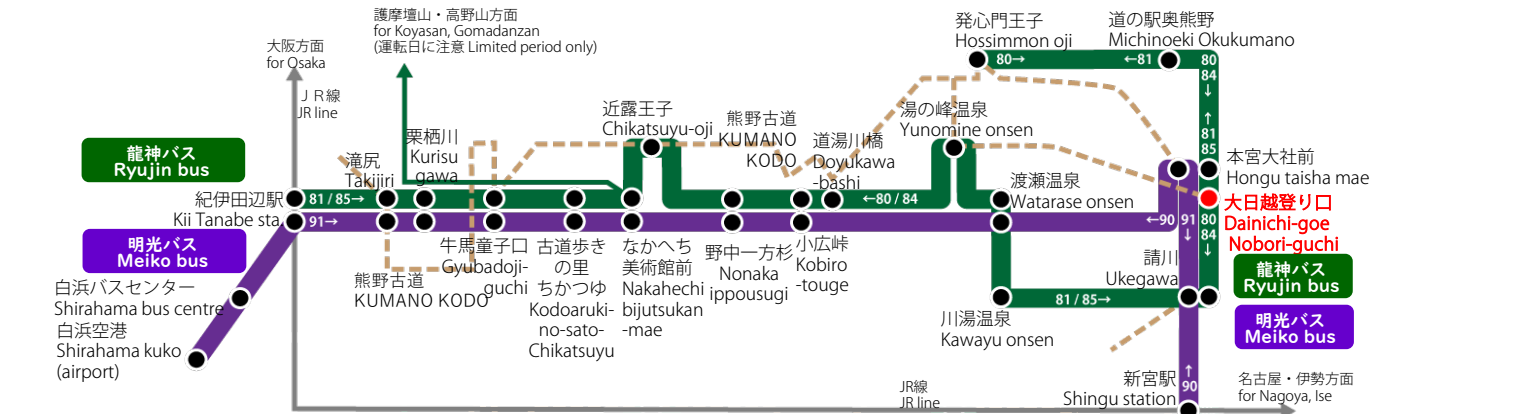 護摩壇山・高野山方面
for Koyasan, Gomadanzan
(運転日に注意 Limited period only)
大阪方面
for Osaka
ＪＲ線
JR line
発心門王子
Hossimmon oji
道の駅奥熊野
Michinoeki Okukumano
80→
←81
80
84
↓
↑
81
85
龍神バス
Ryujin bus
滝尻
Takijiri
栗栖川
Kurisu
gawa
近露王子
Chikatsuyu-oji
熊野古道
KUMANO
KODO
道湯川橋
Doyukawa
-bashi
湯の峰温泉
Yunomine onsen
渡瀬温泉
Watarase onsen
本宮大社前
Hongu taisha mae
大日越登り口
Dainichi-goe
Nobori-guchi
紀伊田辺駅
Kii Tanabe sta.
81 / 85→
91→
←80 / 84
←90
91
↓
80
84
↓
明光バス
Meiko bus
白浜バスセンター
Shirahama bus centre
白浜空港
Shirahama kuko
(airport)
熊野古道
KUMANO KODO
牛馬童子口
Gyubadoji-
guchi
古道歩き
の里
ちかつゆ
Kodoaruki-
no-sato-
Chikatsuyu
なかへち
美術館前
Nakahechi
bijutsukan
-mae
野中一方杉
Nonaka
ippousugi
小広峠
Kobiro
-touge
請川
Ukegawa
81 / 85→
川湯温泉
Kawayu onsen
龍神バス
Ryujin bus
明光バス
Meiko bus
新宮駅
Shingu station
↑
90
JR線
JR line
名古屋・伊勢方面
for Nagoya, Ise